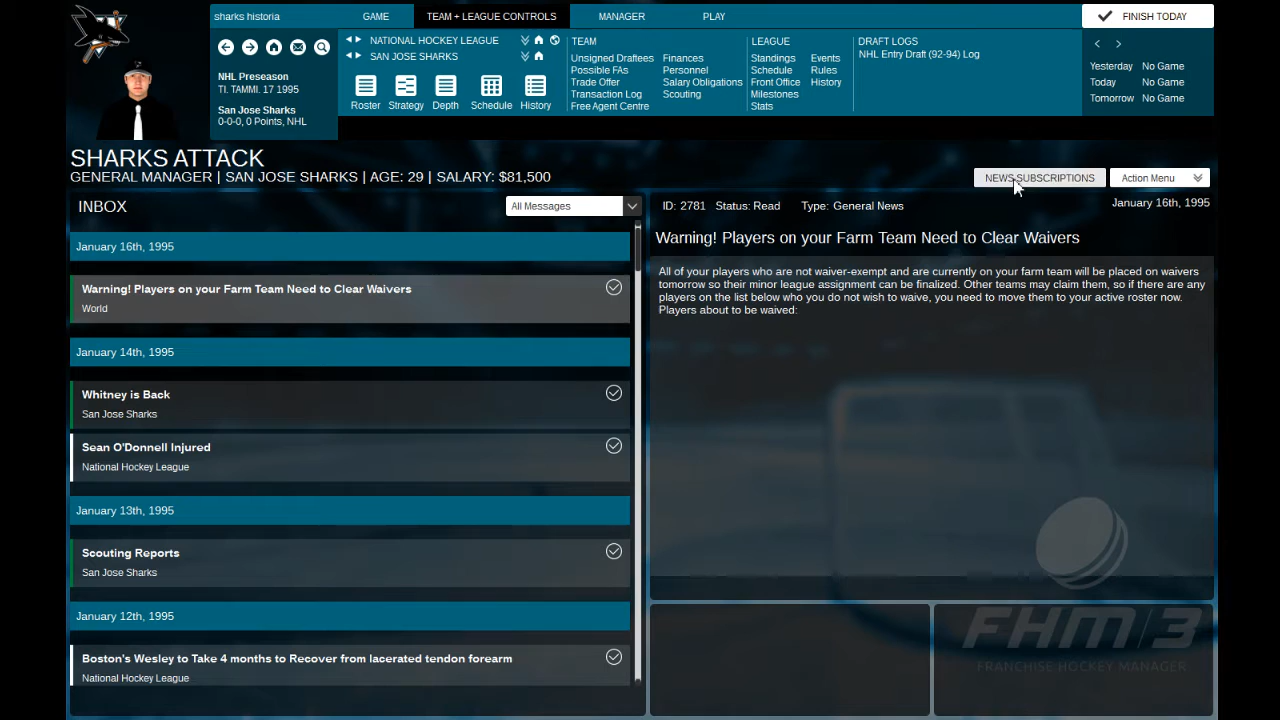 sharks historia
GAME
TEAM + LEAGUE CONTROLS
MANAGER
PLAY
FINISH TODAY
NHL Preseason
TI. TAMMI. 17 1995
San Jose Sharks
0-0-0, 0 Points, NHL
NATIONAL HOCKEY LEAGUE
SAN JOSE SHARKS
Roster
Strategy
Depth
Schedule
History
TEAM
Unsigned Draftees
Finances
Possible FAs
Personnel
Trade Offer
Salary Obligations
Transaction Log
Scouting
Free Agent Centre
LEAGUE
Standings
Events
Schedule
Rules
Front Office
History
Milestones
Stats
DRAFT LOGS
NHL Entry Draft (92-94) Log
Yesterday No Game
Today No Game
Tomorrow No Game
SHARKS ATTACK
GENERAL MANAGER | SAN JOSE SHARKS | AGE: 29 | SALARY: $81,500
NEWS SUBSCRIPTIONS
Action Menu
INBOX
All Messages
January 16th, 1995
Warning! Players on your Farm Team Need to Clear Waivers
World
January 14th, 1995
Whitney is Back
San Jose Sharks
Sean O'Donnell Injured
National Hockey League
January 13th, 1995
Scouting Reports
San Jose Sharks
January 12th, 1995
Boston's Wesley to Take 4 months to Recover from lacerated tendon forearm
National Hockey League
ID: 2781 Status: Read Type: General News
January 16th, 1995
Warning! Players on your Farm Team Need to Clear Waivers
All of your players who are not waiver-exempt and are currently on your farm team will be placed on waivers
tomorrow so their minor league assignment can be finalized. Other teams may claim them, so if there are any
players on the list below who you do not wish to waive, you need to move them to your active roster now.
Players about to be waived:
FHM/3
FRANCHISE HOCKEY MANAGER